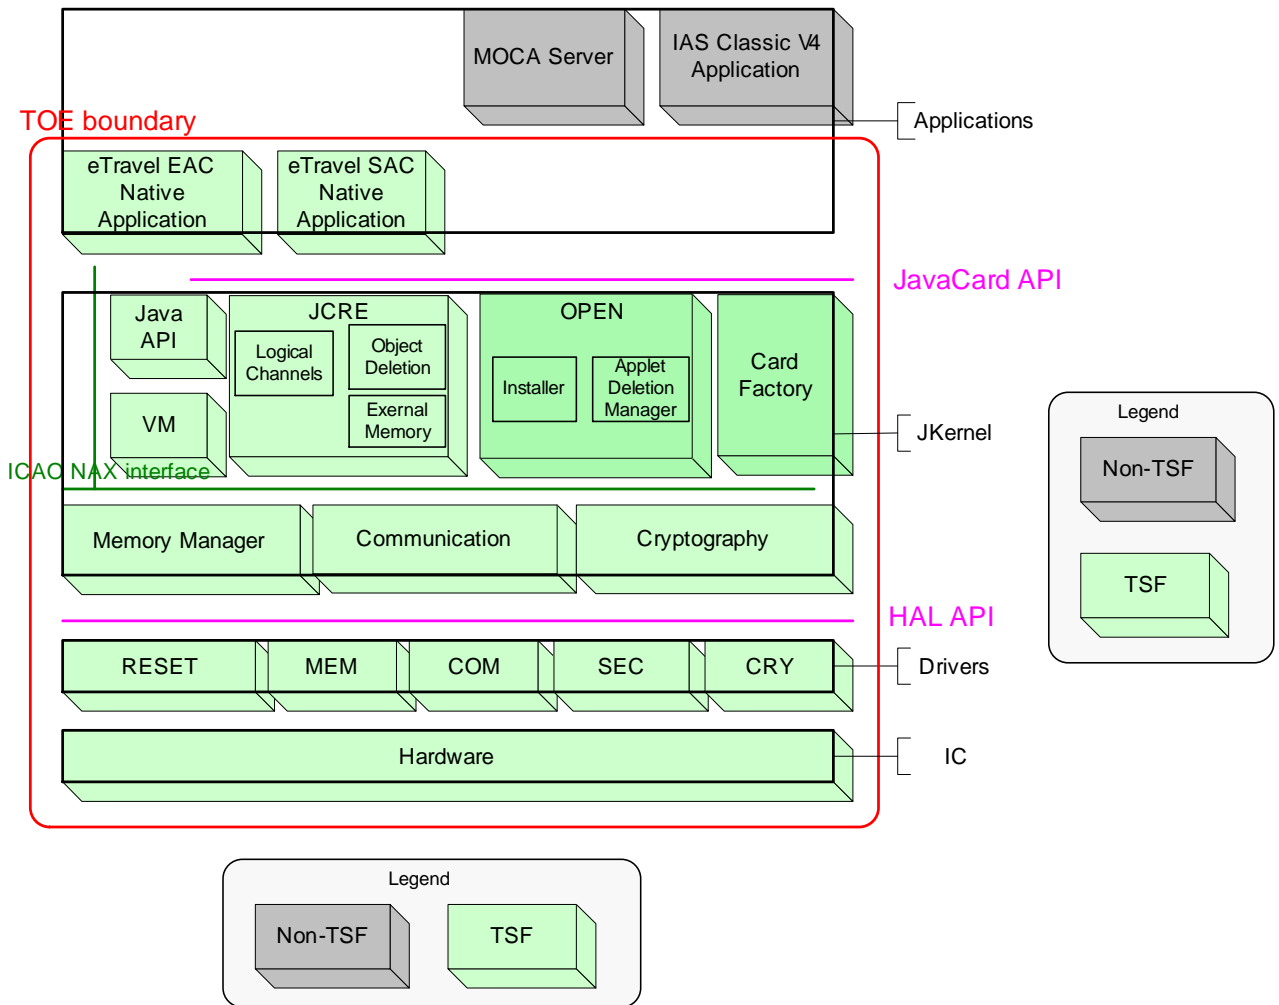 MOCA Server
IAS Classic V4
Application
TOE boundary
Applications
eTravel EAC
Native
Application
eTravel SAC
Native
Application
JavaCard API
Java
API
JCRE
Logical
Channels
Object
Deletion
Exernal
Memory
OPEN
Installer
Applet
Deletion
Manager
Card
Factory
VM
JKernel
ICAO NAX interface
Memory Manager
Communication
Cryptography
HAL API
RESET
MEM
COM
SEC
CRY
Drivers
Hardware
IC
Legend
Non-TSF
TSF
Legend
Non-TSF
TSF